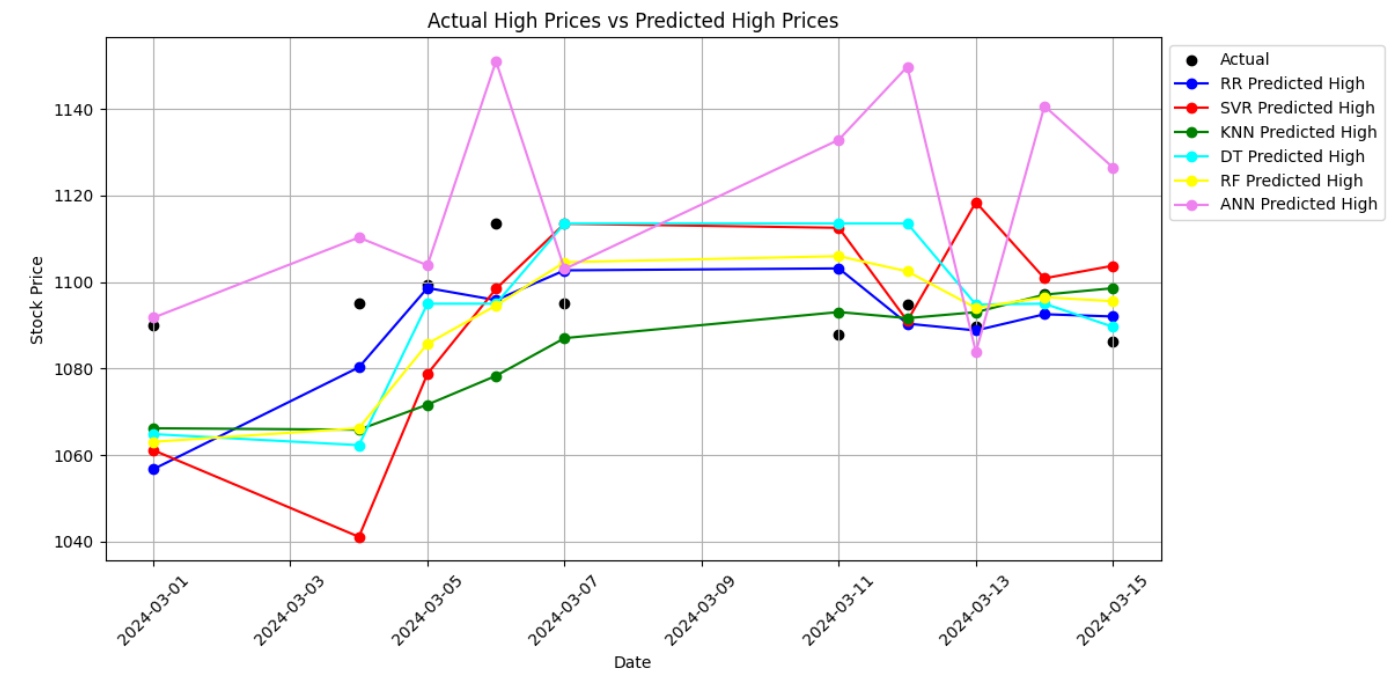 Actual High Prices vs Predicted High Prices
Actual
RR Predicted High
SVR Predicted High
KNN Predicted High
DT Predicted High
RF Predicted High
ANN Predicted High
Stock Price
1140
1120
1100
1080
1060
1040
2024-03-01
2024-03-03
2024-03-05
2024-03-07
2024-03-09
2024-03-11
2024-03-13
2024-03-15
Date